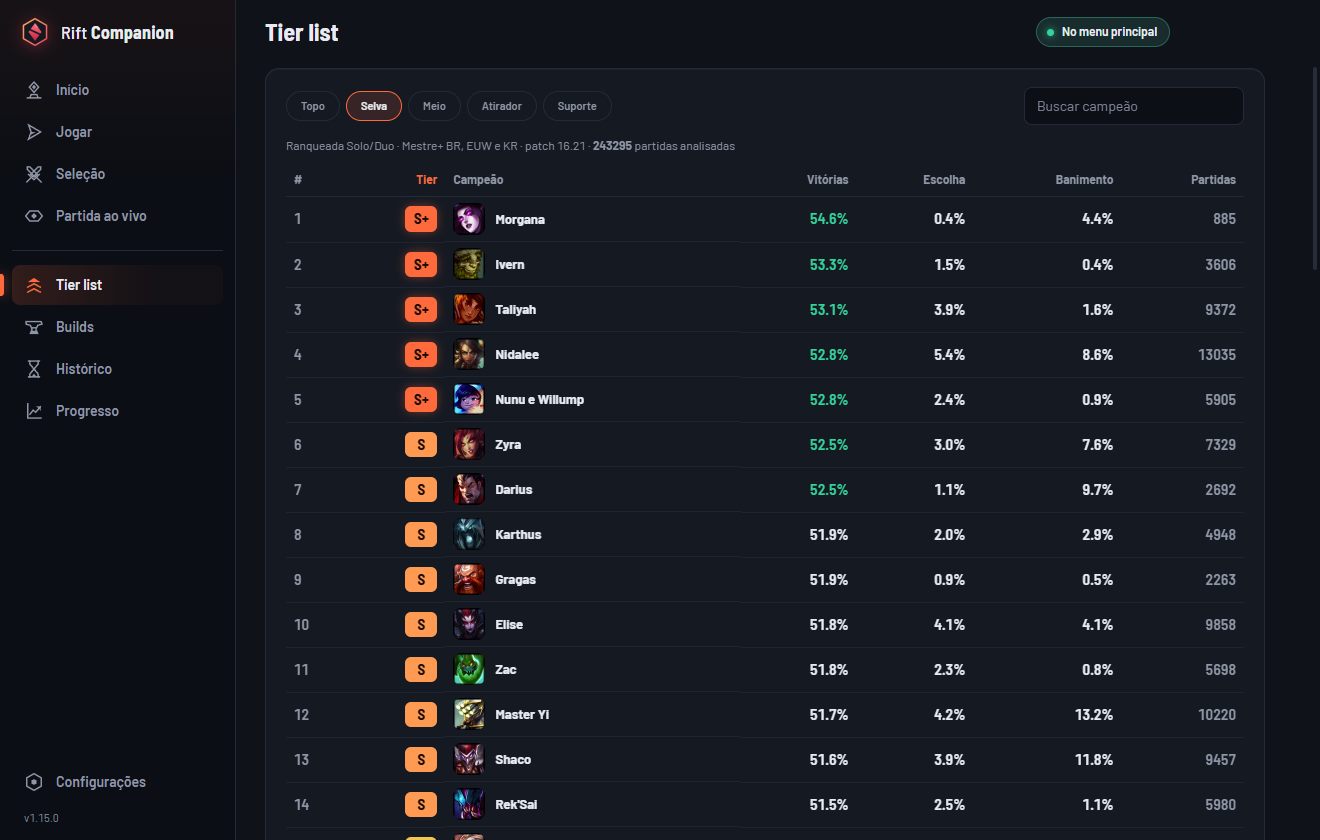 Rift Companion
Início
Jogar
Seleção
Partida ao vivo
Tier list
Builds
Histórico
Progresso
Configurações
v1.15.0
Tier list
No menu principal
Topo Selva Meio Atirador Suporte
Buscar campeão
Ranqueada Solo/Duo · Mestre+ BR, EUW e KR · patch 16.21 · 243295 partidas analisadas
# Tier Campeão Vitórias Escolha Banimento Partidas
1 S+ Morgana 54.6% 0.4% 4.4% 885
2 S+ Ivern 53.3% 1.5% 0.4% 3606
3 S+ Taliyah 53.1% 3.9% 1.6% 9372
4 S+ Nidalee 52.8% 5.4% 8.6% 13035
5 S+ Nunu e Willump 52.8% 2.4% 0.9% 5905
6 S Zyra 52.5% 3.0% 7.6% 7329
7 S Darius 52.5% 1.1% 9.7% 2692
8 S Karthus 51.9% 2.0% 2.9% 4948
9 S Gragas 51.9% 0.9% 0.5% 2263
10 S Elise 51.8% 4.1% 4.1% 9858
11 S Zac 51.8% 2.3% 0.8% 5698
12 S Master Yi 51.7% 4.2% 13.2% 10220
13 S Shaco 51.6% 3.9% 11.8% 9457
14 S Rek'Sai 51.5% 2.5% 1.1% 5980